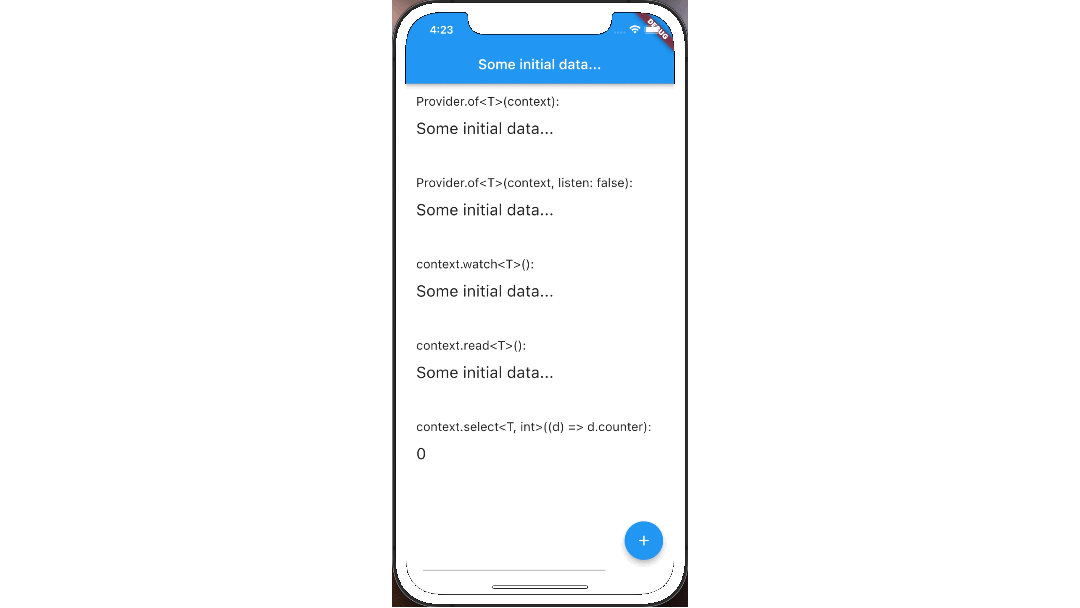 4:23
DEBUG
Some initial data...
Provider.of<T>(context):
Some initial data...
Provider.of<T>(context, listen: false):
Some initial data...
context.watch<T>():
Some initial data...
context.read<T>():
Some initial data...
context.select<T, int>((d) => d.counter):
0
+